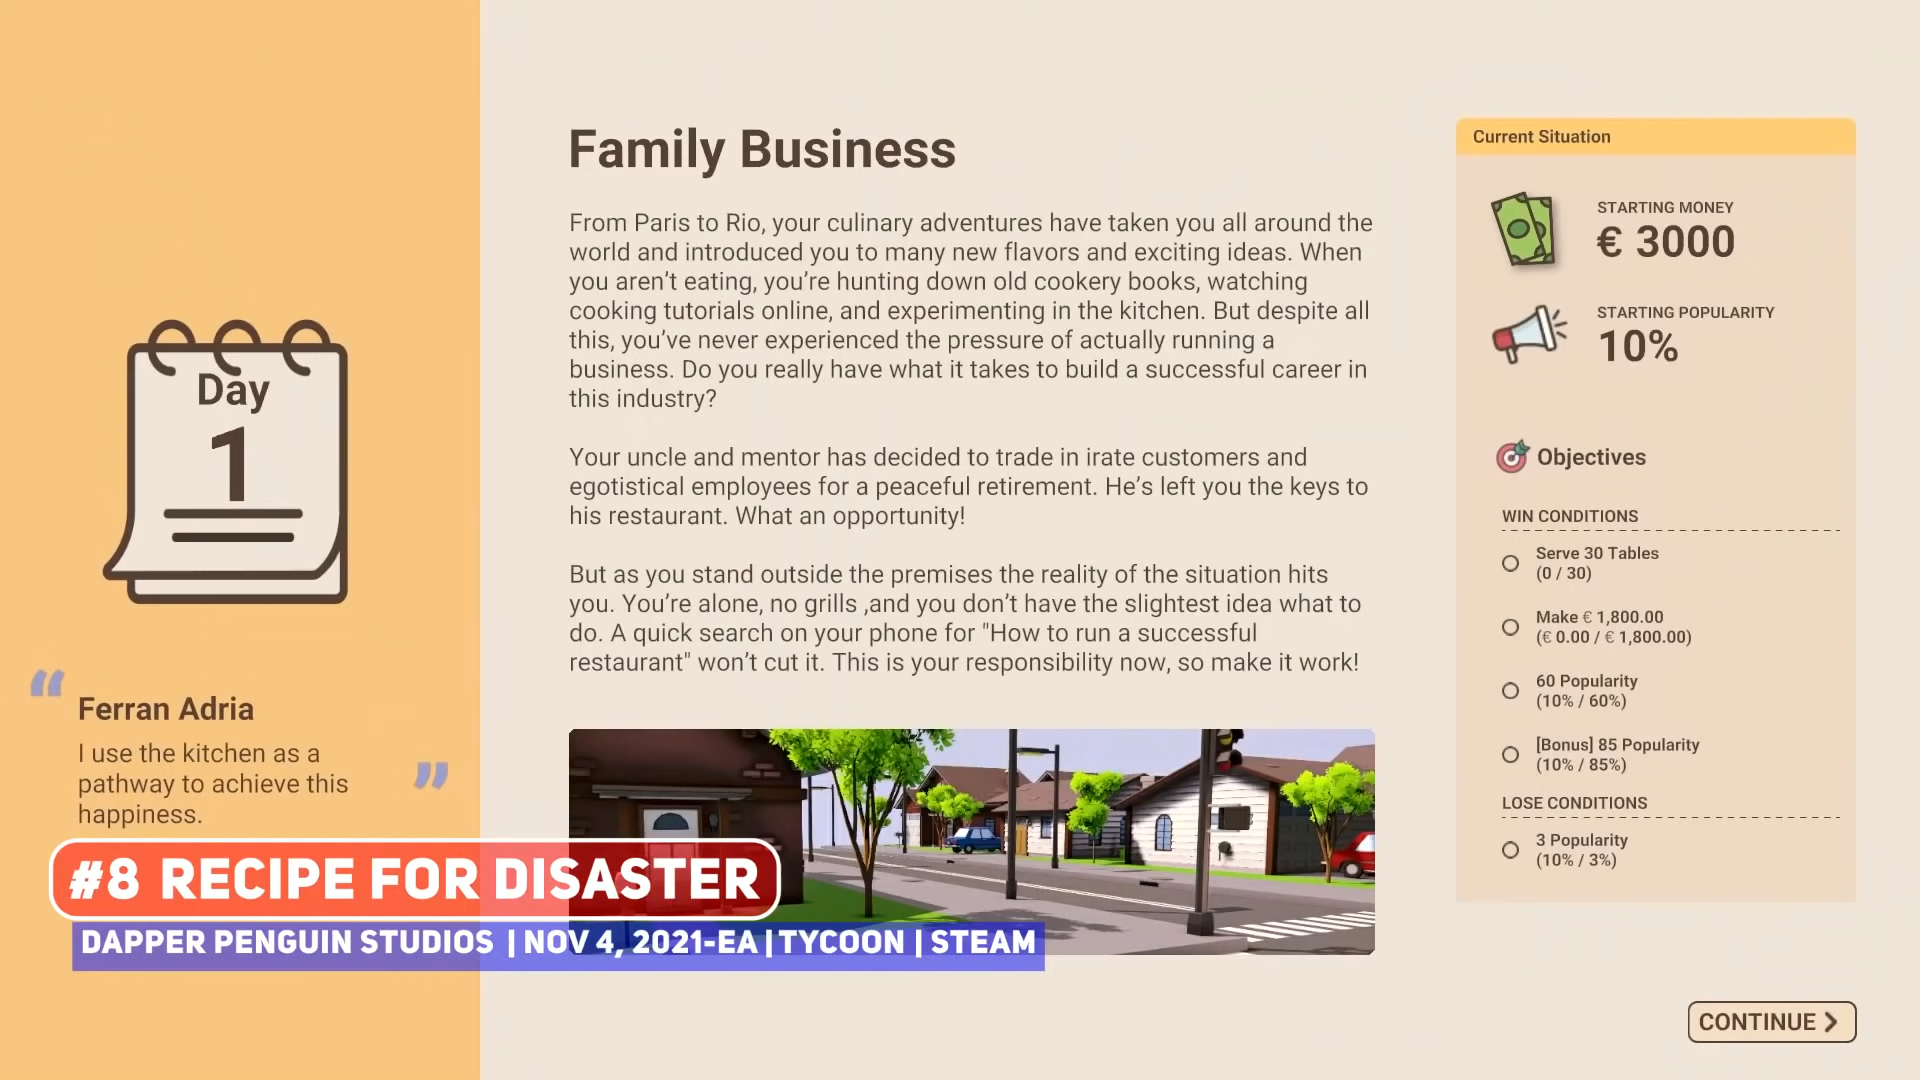 Day
1
“
Ferran Adria
I use the kitchen as a
pathway to achieve this
happiness.
”
Family Business
From Paris to Rio, your culinary adventures have taken you all around the
world and introduced you to many new flavors and exciting ideas. When
you aren’t eating, you’re hunting down old cookery books, watching
cooking tutorials online, and experimenting in the kitchen. But despite all
this, you’ve never experienced the pressure of actually running a
business. Do you really have what it takes to build a successful career in
this industry?
Your uncle and mentor has decided to trade in irate customers and
egotistical employees for a peaceful retirement. He’s left you the keys to
his restaurant. What an opportunity!
But as you stand outside the premises the reality of the situation hits
you. You’re alone, no grills ,and you don’t have the slightest idea what to
do. A quick search on your phone for "How to run a successful
restaurant" won’t cut it. This is your responsibility now, so make it work!
Current Situation
STARTING MONEY
€ 3000
STARTING POPULARITY
10%
Objectives
WIN CONDITIONS
Serve 30 Tables
(0 / 30)
Make € 1,800.00
(€ 0.00 / € 1,800.00)
60 Popularity
(10% / 60%)
[Bonus] 85 Popularity
(10% / 85%)
LOSE CONDITIONS
3 Popularity
(10% / 3%)
#8 RECIPE FOR DISASTER
DAPPER PENGUIN STUDIOS | NOV 4, 2021-EA | TYCOON | STEAM
CONTINUE